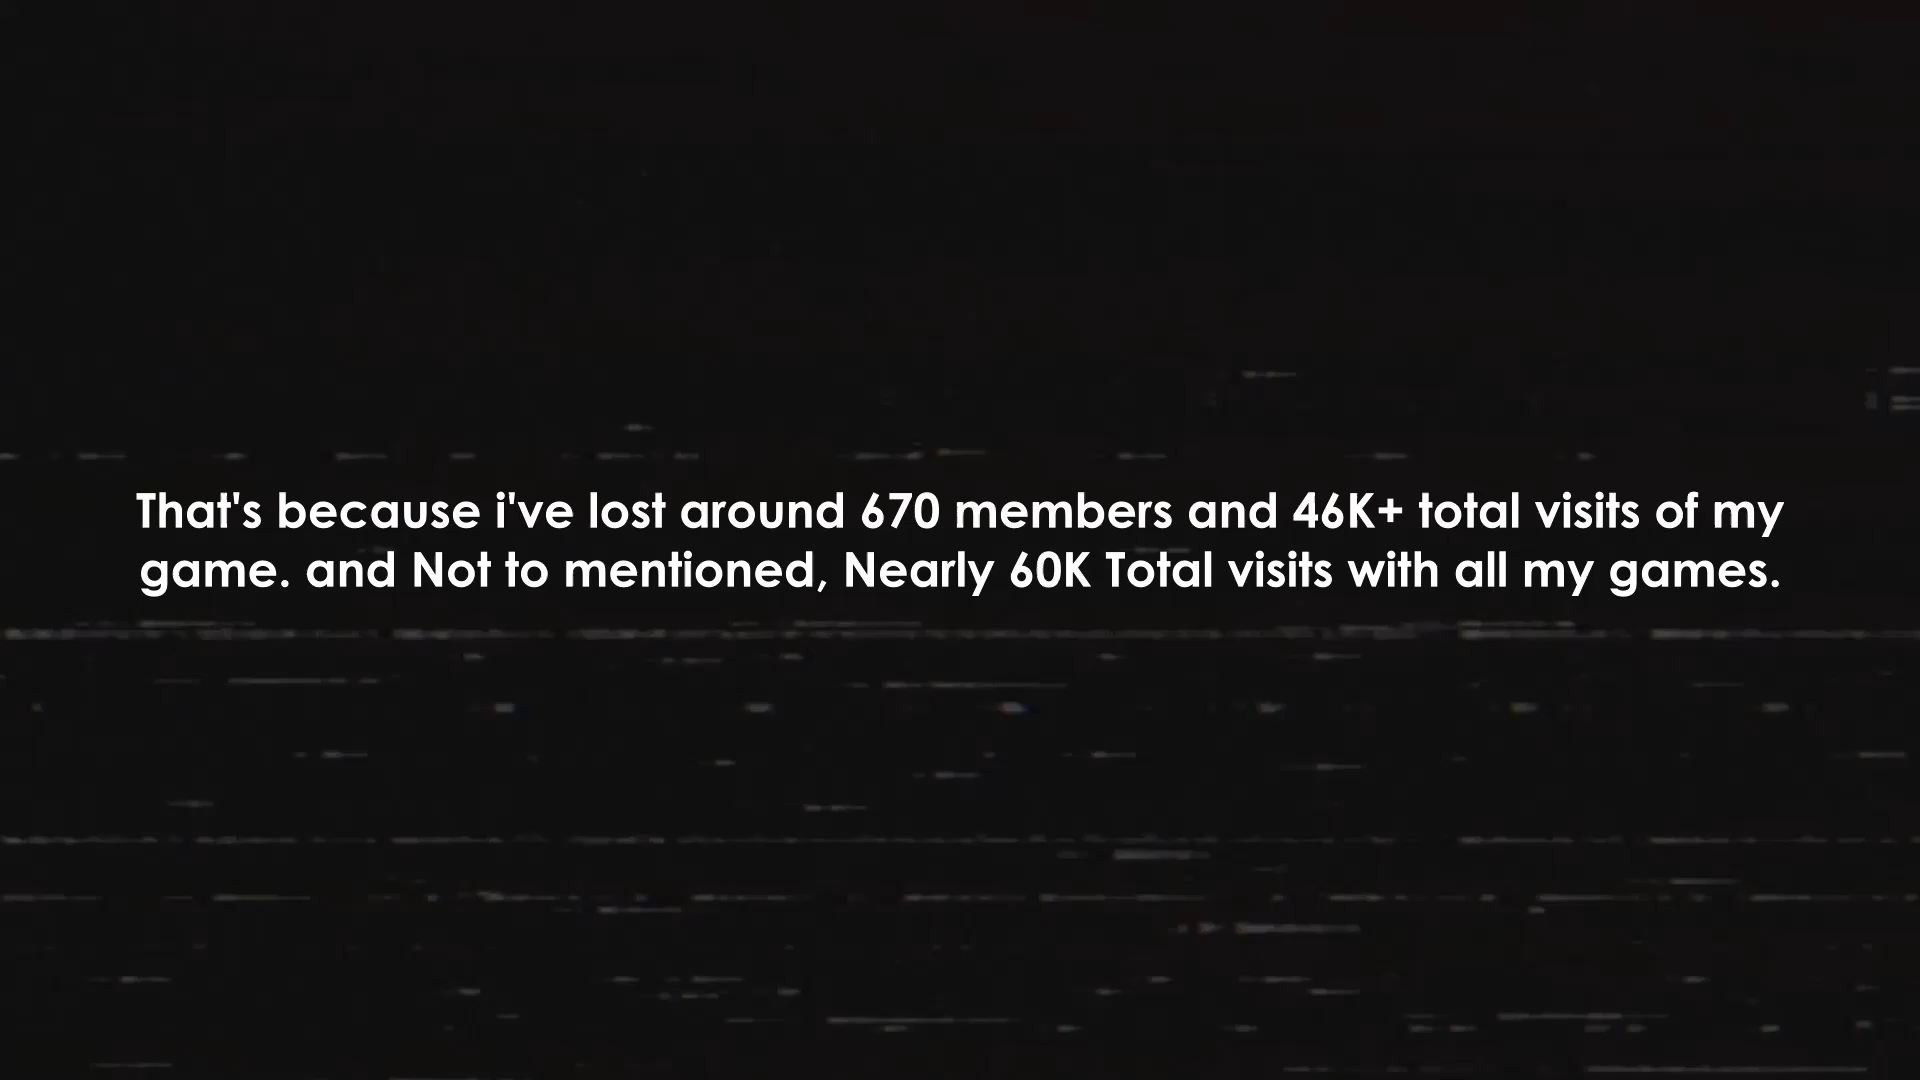 That's because i've lost around 670 members and 46K+ total visits of my
game. and Not to mentioned, Nearly 60K Total visits with all my games.